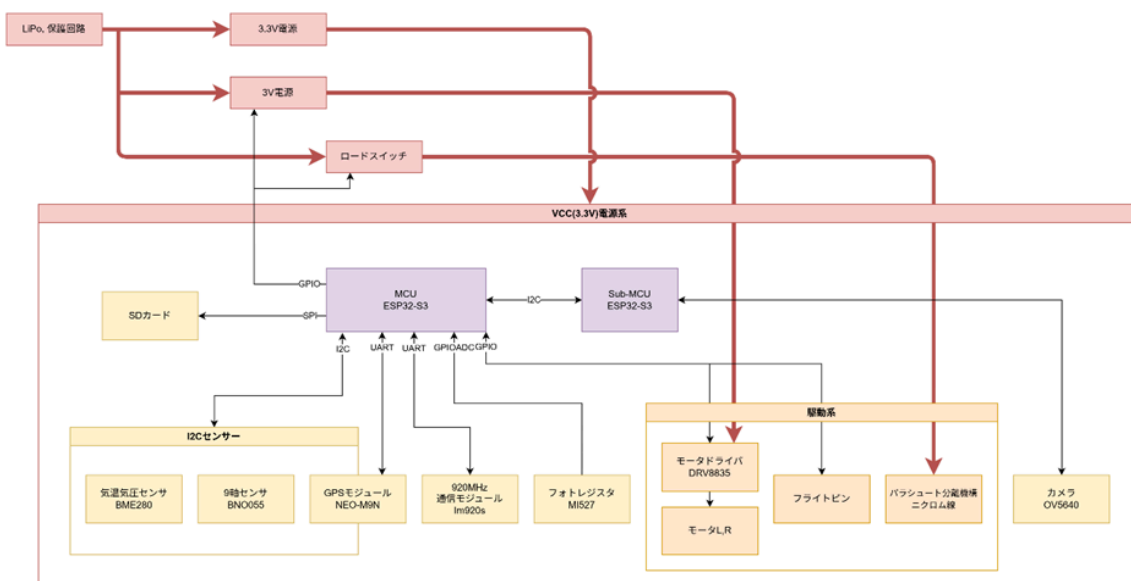 LiPo, 保護回路
3.3V電源
3V電源
ロードスイッチ
VCC(3.3V)電源系
MCU
ESP32-S3
Sub-MCU
ESP32-S3
SDカード
GPIO
SPI
I2C
I2C
UART
UART
GPIOADC
GPIO
I2Cセンサー
気温気圧センサ
BME280
9軸センサ
BNO055
GPSモジュール
NEO-M9N
920MHz
通信モジュール
Im920s
フォトレジスタ
MI527
駆動系
モータドライバ
DRV8835
モータL,R
フライトピン
パラシュート分離機構
ニクロム線
カメラ
OV5640